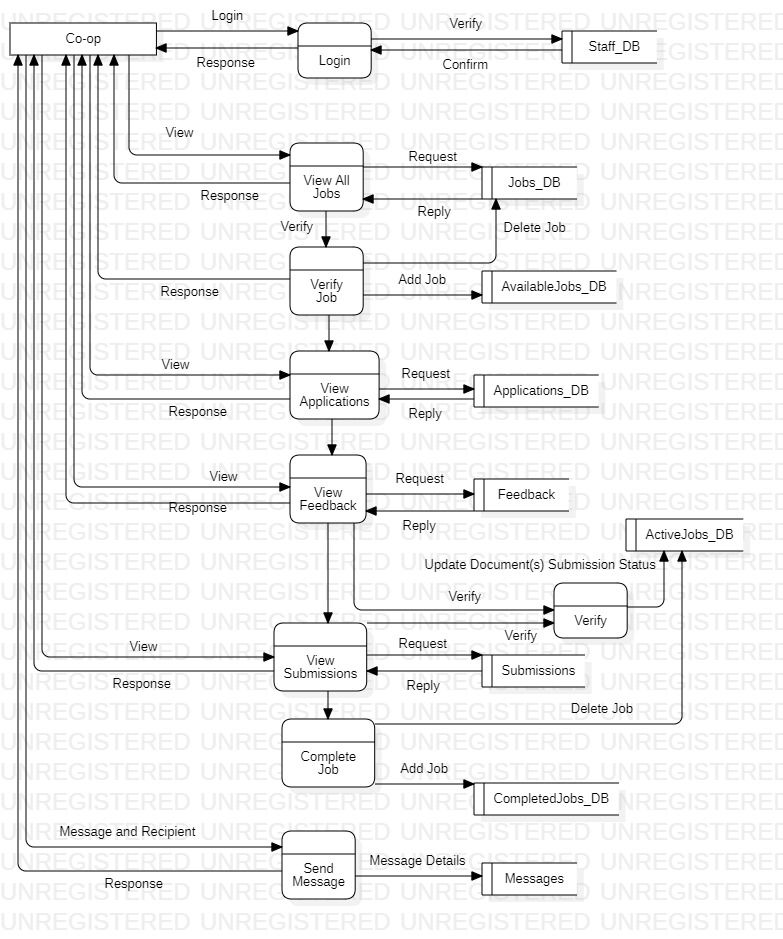 Login
Co-op
Verify
Staff_DB
Login
Response
Confirm
View
Request
View All
Jobs
Jobs_DB
Response
Reply
Verify
Delete Job
Verify
Job
Add Job
AvailableJobs_DB
Response
View
Request
View
Applications
Applications_DB
Response
Reply
View
Request
View
Feedback
Feedback
Response
Reply
ActiveJobs_DB
Update Document(s) Submission Status
Verify
Verify
Verify
View
Request
View
Submissions
Submissions
Response
Reply
Delete Job
Complete
Job
Add Job
CompletedJobs_DB
Message and Recipient
Message Details
Send
Message
Messages
Response
UNREGISTERED UNREGISTERED UNREGISTERED UNREGISTERED